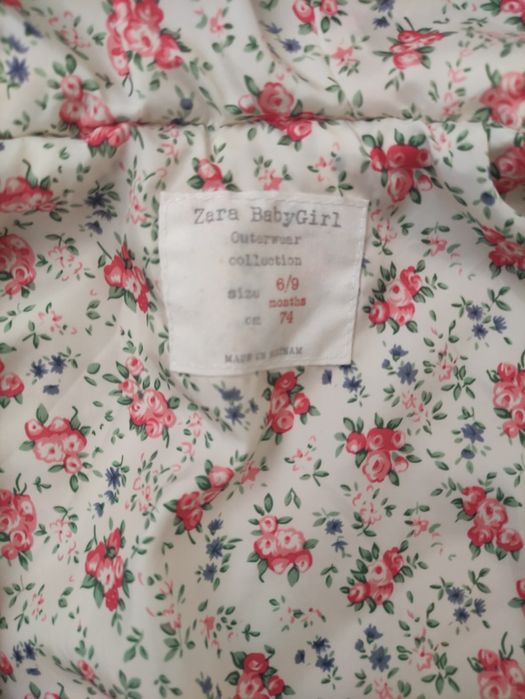 Zara BabyGirl
Outerwear
collection
size 6/9
months
cm 74
MADE IN VIETNAM